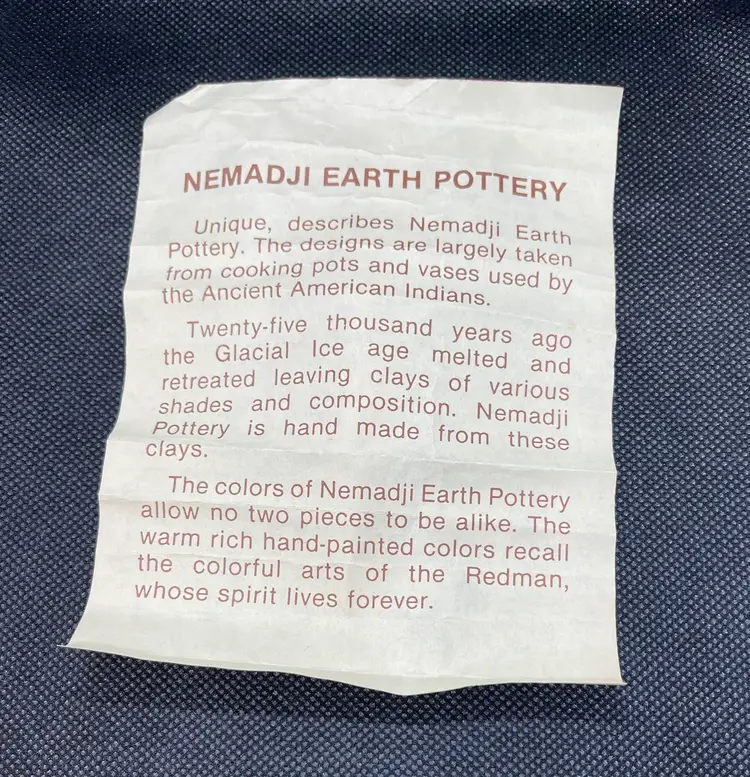 NEMADJI EARTH POTTERY
Unique, describes Nemadji Earth
Pottery. The designs are largely taken
from cooking pots and vases used by
the Ancient American Indians.
Twenty-five thousand years ago
the Glacial Ice age melted and
retreated leaving clays of various
shades and composition. Nemadji
Pottery is hand made from these
clays.
The colors of Nemadji Earth Pottery
allow no two pieces to be alike. The
warm rich hand-painted colors recall
the colorful arts of the Redman,
whose spirit lives forever.